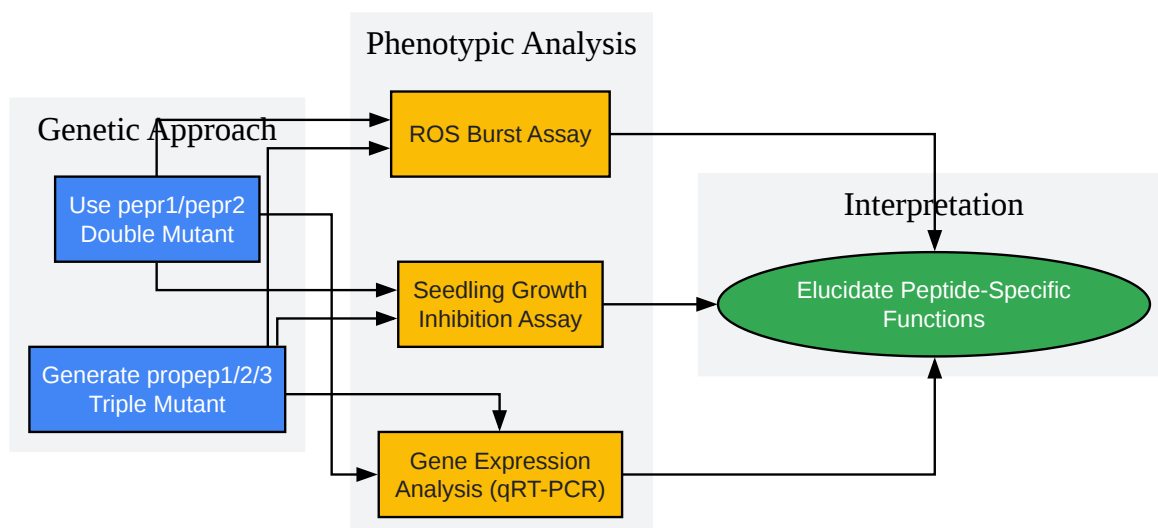 Genetic Approach
Use pepr1/pepr2
Double Mutant
Generate propep1/2/3
Triple Mutant
Phenotypic Analysis
ROS Burst Assay
Seedling Growth
Inhibition Assay
Gene Expression
Analysis (qRT-PCR)
Interpretation
Elucidate Peptide-Specific
Functions